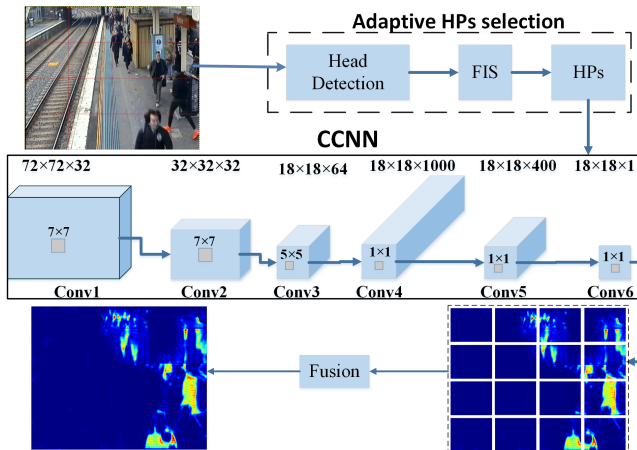 Adaptive HPs selection
Head
Detection
FIS
HPs
CCNN
72×72×32
32×32×32
18×18×64
18×18×1000
18×18×400
18×18×1
7×7
7×7
5×5
1×1
1×1
1×1
Conv1
Conv2
Conv3
Conv4
Conv5
Conv6
Fusion